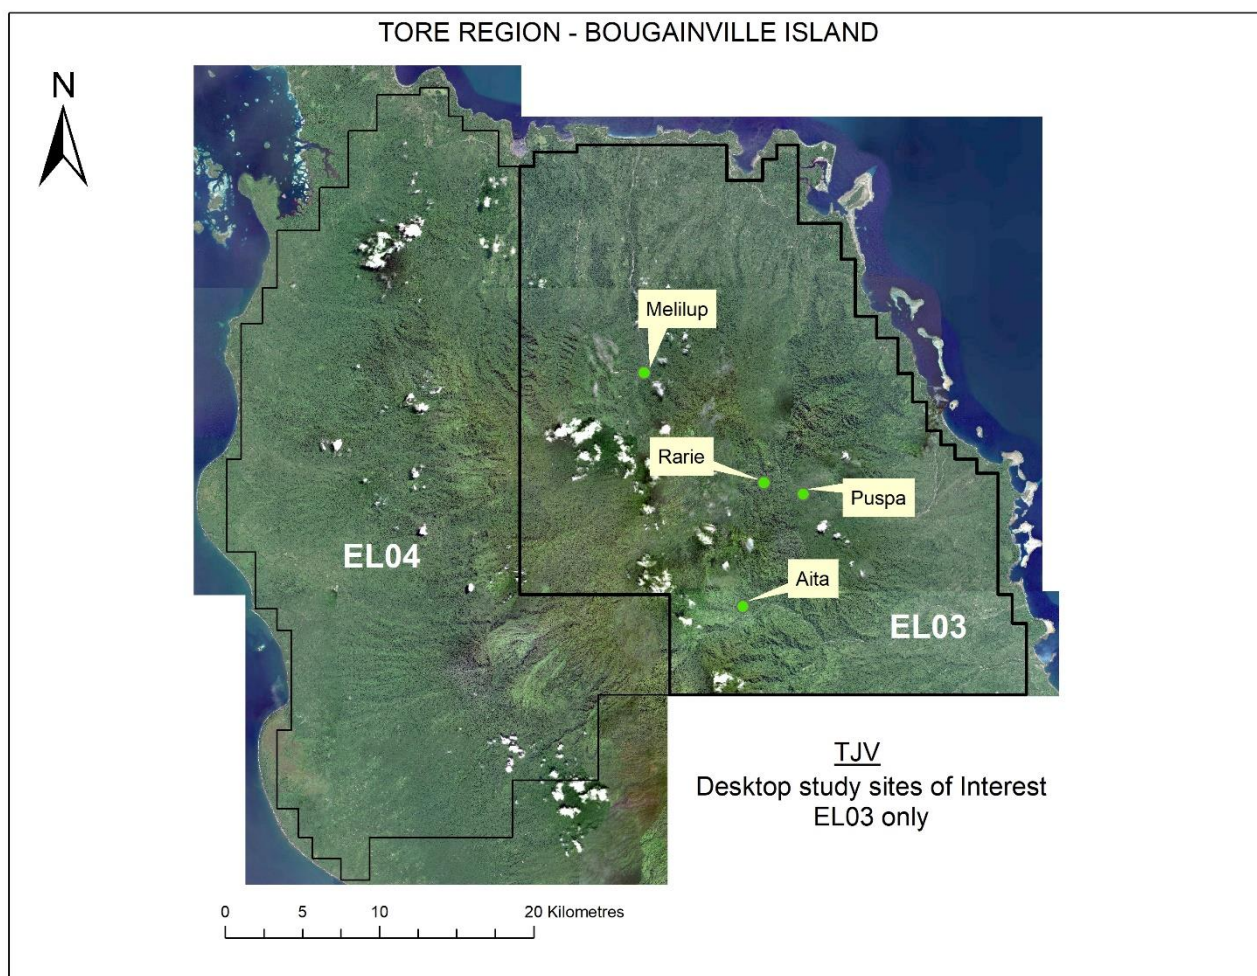 TORE REGION - BOUGAINVILLE ISLAND
N
Melilup
Rarie
Puspa
EL04
Aita
EL03
TJV
Desktop study sites of Interest
EL03 only
0 5 10 20 Kilometres